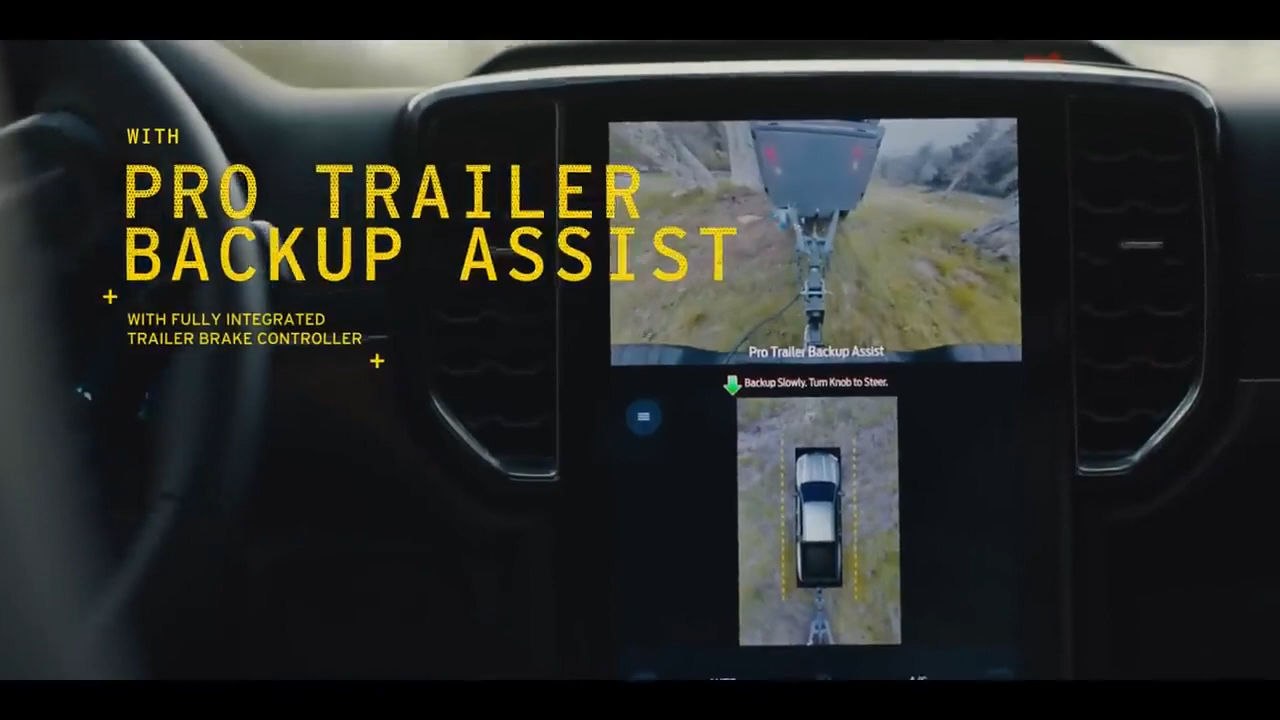 WITH
PRO TRAILER
BACKUP ASSIST
WITH FULLY INTEGRATED
TRAILER BRAKE CONTROLLER
Pro Trailer Backup Assist
Backup Slowly. Turn Knob to Steer.